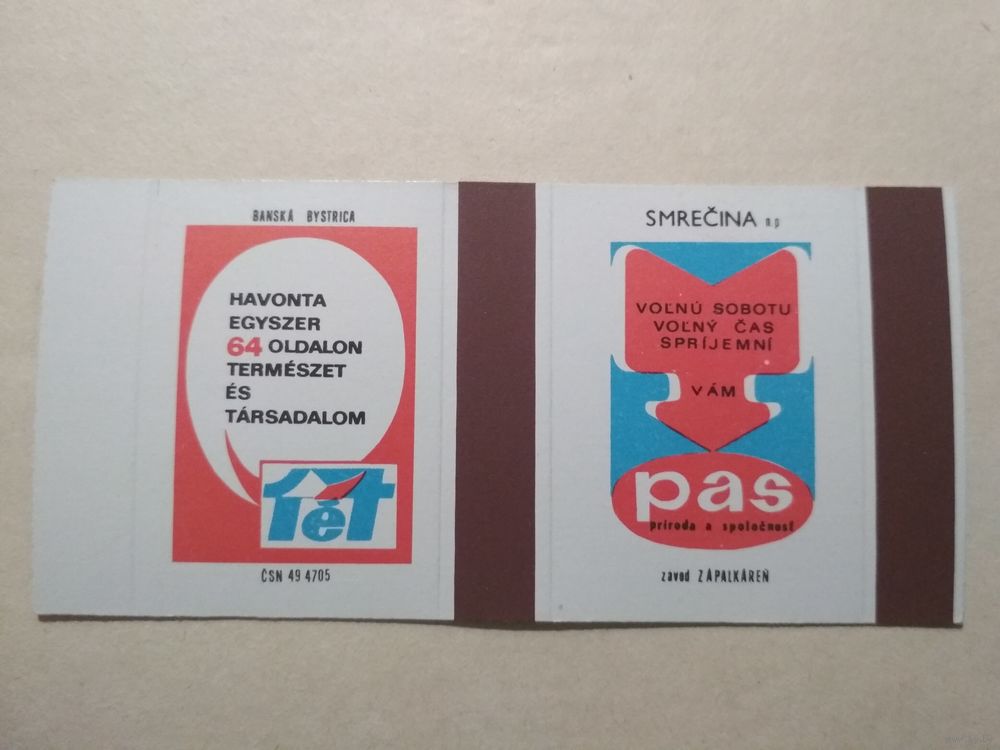 BANSKÁ BYSTRICA
HAVONTA
EGYSZER
64 OLDALON
TERMÉSZET
ÉS
TÁRSADALOM
tét
ČSN 49 4705
SMREČINA n.p
VOĽNÚ SOBOTU
VOĽNÝ ČAS
SPRÍJEMNÍ
VÁM
pas
príroda a spoločnosť
závod ZÁPALKÁREŇ